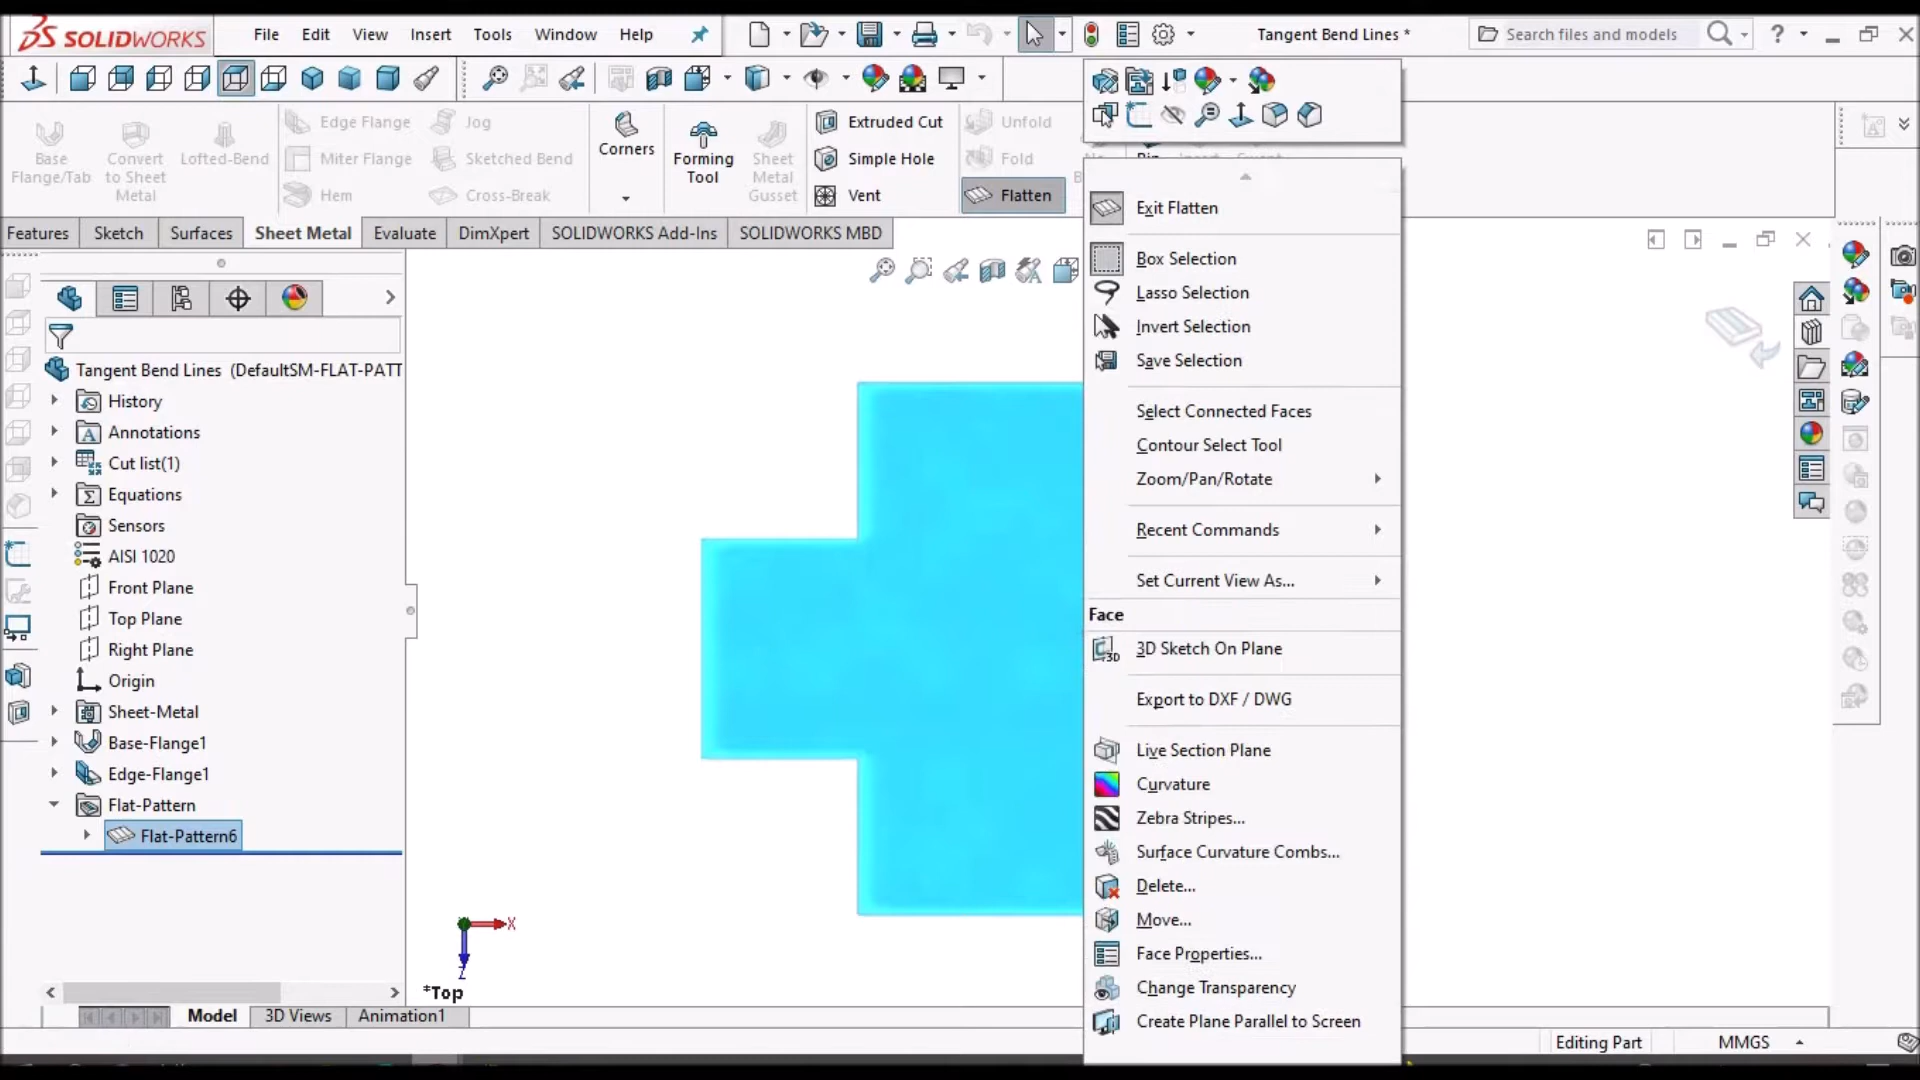 SOLIDWORKS
File Edit View Insert Tools Window Help
Tangent Bend Lines *
Search files and models
?
Base Flange/Tab
Convert to Sheet Metal
Lofted-Bend
Edge Flange
Miter Flange
Hem
Jog
Sketched Bend
Cross-Break
Corners
Forming Tool
Sheet Metal Gusset
Extruded Cut
Simple Hole
Vent
Unfold
Fold
Flatten
Features Sketch Surfaces Sheet Metal Evaluate DimXpert SOLIDWORKS Add-Ins SOLIDWORKS MBD
Tangent Bend Lines (DefaultSM-FLAT-PATT
History
Annotations
Cut list(1)
Equations
Sensors
AISI 1020
Front Plane
Top Plane
Right Plane
Origin
Sheet-Metal
Base-Flange1
Edge-Flange1
Flat-Pattern
Flat-Pattern6
X
Z
*Top
Exit Flatten
Box Selection
Lasso Selection
Invert Selection
Save Selection
Select Connected Faces
Contour Select Tool
Zoom/Pan/Rotate
Recent Commands
Set Current View As...
Face
3D Sketch On Plane
Export to DXF / DWG
Live Section Plane
Curvature
Zebra Stripes...
Surface Curvature Combs...
Delete...
Move...
Face Properties...
Change Transparency
Create Plane Parallel to Screen
Model 3D Views Animation1
Editing Part MMGS